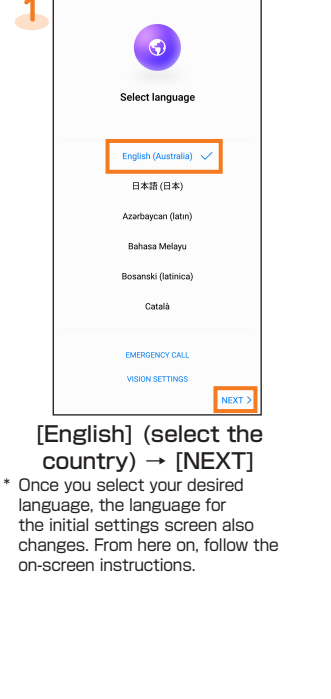 1
Select language
English (Australia)
日本語 (日本)
Azərbaycan (latın)
Bahasa Melayu
Bosanski (latinica)
Català
EMERGENCY CALL
VISION SETTINGS
NEXT >
[English] (select the
country) → [NEXT]
* Once you select your desired
language, the language for
the initial settings screen also
changes. From here on, follow the
on-screen instructions.